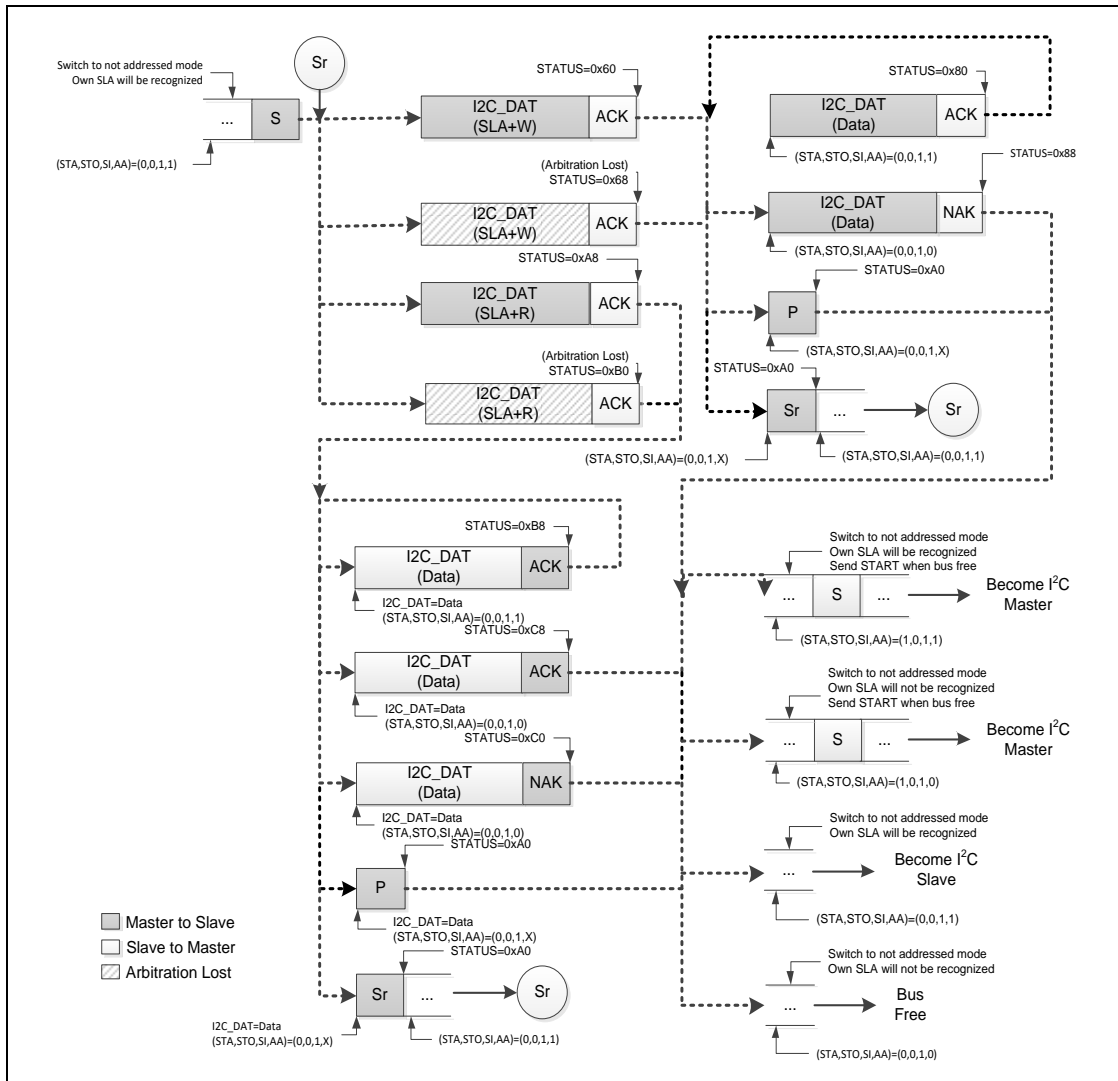 Switch to not addressed mode
Own SLA will be recognized
...
S
(STA,STO,SI,AA)=(0,0,1,1)
Sr
STATUS=0x60
I2C_DAT
(SLA+W)
ACK
(Arbitration Lost)
STATUS=0x68
I2C_DAT
(SLA+W)
ACK
STATUS=0xA8
I2C_DAT
(SLA+R)
ACK
(Arbitration Lost)
STATUS=0xB0
I2C_DAT
(SLA+R)
ACK
STATUS=0x80
I2C_DAT
(Data)
ACK
(STA,STO,SI,AA)=(0,0,1,1)
STATUS=0x88
I2C_DAT
(Data)
NAK
(STA,STO,SI,AA)=(0,0,1,0)
STATUS=0xA0
P
(STA,STO,SI,AA)=(0,0,1,X)
STATUS=0xA0
Sr
...
Sr
(STA,STO,SI,AA)=(0,0,1,X)
(STA,STO,SI,AA)=(0,0,1,1)
STATUS=0xB8
I2C_DAT
(Data)
ACK
I2C_DAT=Data
(STA,STO,SI,AA)=(0,0,1,1)
STATUS=0xC8
I2C_DAT
(Data)
ACK
I2C_DAT=Data
(STA,STO,SI,AA)=(0,0,1,0)
STATUS=0xC0
I2C_DAT
(Data)
NAK
I2C_DAT=Data
(STA,STO,SI,AA)=(0,0,1,0)
STATUS=0xA0
P
I2C_DAT=Data
(STA,STO,SI,AA)=(0,0,1,X)
STATUS=0xA0
Sr
...
Sr
I2C_DAT=Data
(STA,STO,SI,AA)=(0,0,1,X)
(STA,STO,SI,AA)=(0,0,1,1)
Switch to not addressed mode
Own SLA will be recognized
Send START when bus free
...
S
...
Become I²C
Master
(STA,STO,SI,AA)=(1,0,1,1)
Switch to not addressed mode
Own SLA will not be recognized
Send START when bus free
...
S
...
Become I²C
Master
(STA,STO,SI,AA)=(1,0,1,0)
Switch to not addressed mode
Own SLA will be recognized
...
Become I²C
Slave
(STA,STO,SI,AA)=(0,0,1,1)
Switch to not addressed mode
Own SLA will not be recognized
...
Bus
Free
(STA,STO,SI,AA)=(0,0,1,0)
Master to Slave
Slave to Master
Arbitration Lost